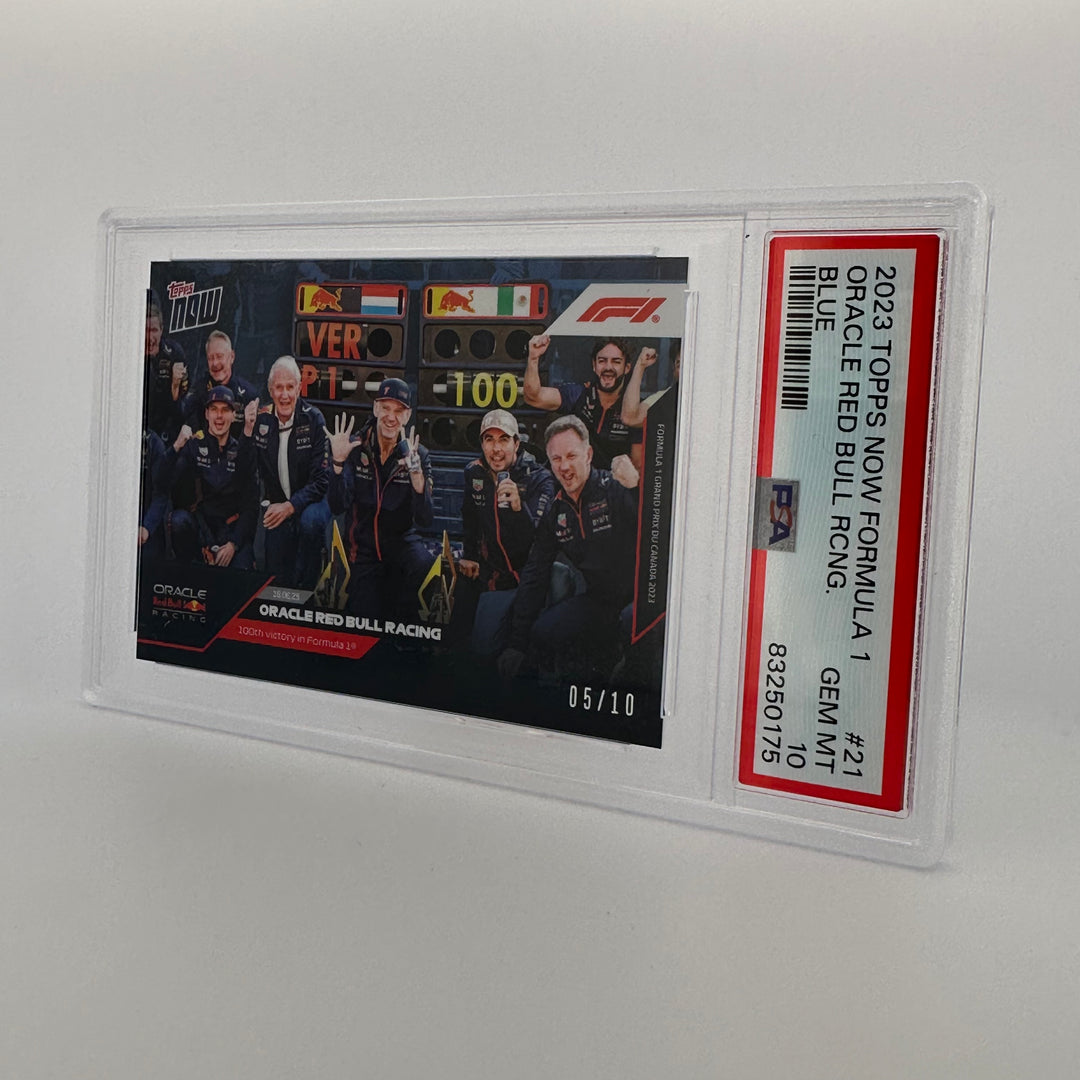 Topps
NOW
VER
P1
100
F1
FORMULA 1 GRAND PRIX DU CANADA 2023
ORACLE
Red Bull
RACING
ORACLE RED BULL RACING
100th victory in Formula 1®
05/10
2023 TOPPS NOW FORMULA 1 #21
ORACLE RED BULL RCNG. GEM MT
BLUE 10
83250175
PSA